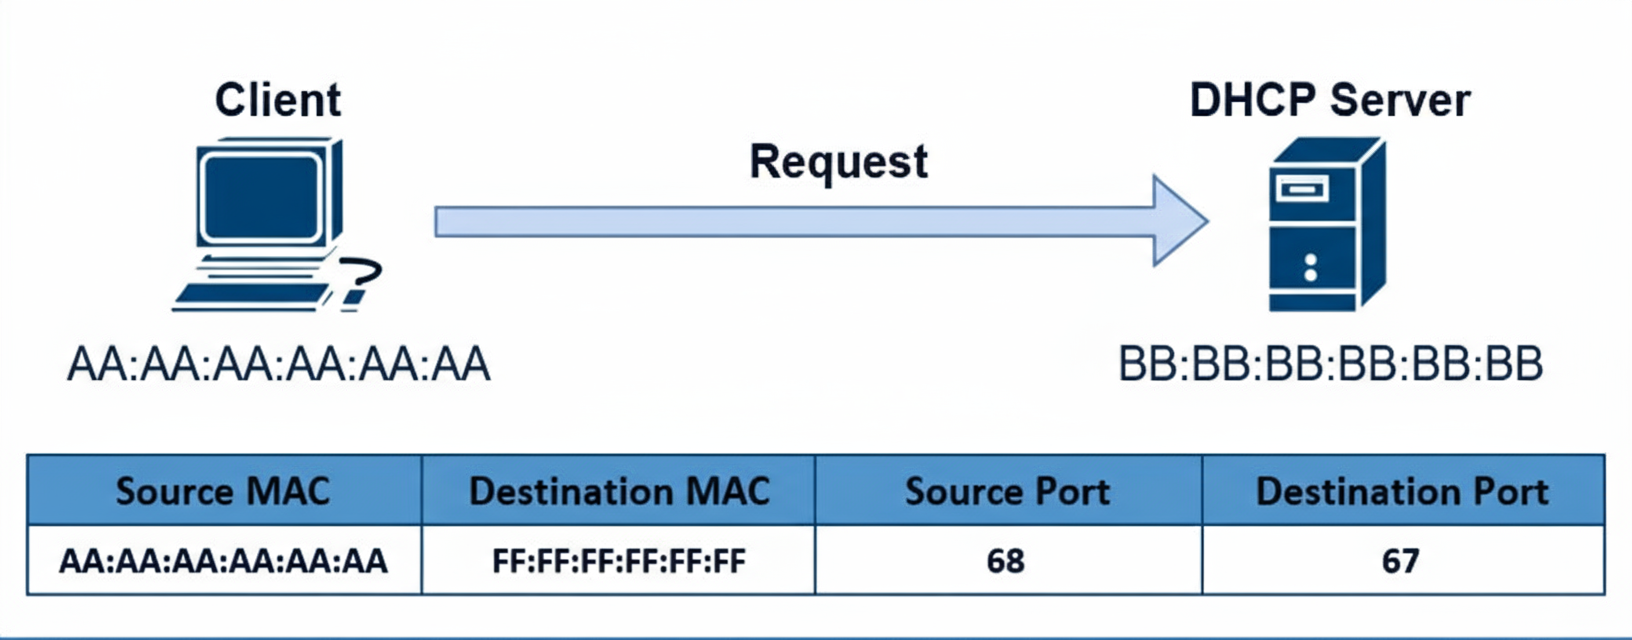 Client
DHCP Server
Request
?
AA:AA:AA:AA:AA:AA
BB:BB:BB:BB:BB:BB
Source MAC Destination MAC Source Port Destination Port
AA:AA:AA:AA:AA:AA FF:FF:FF:FF:FF:FF 68 67